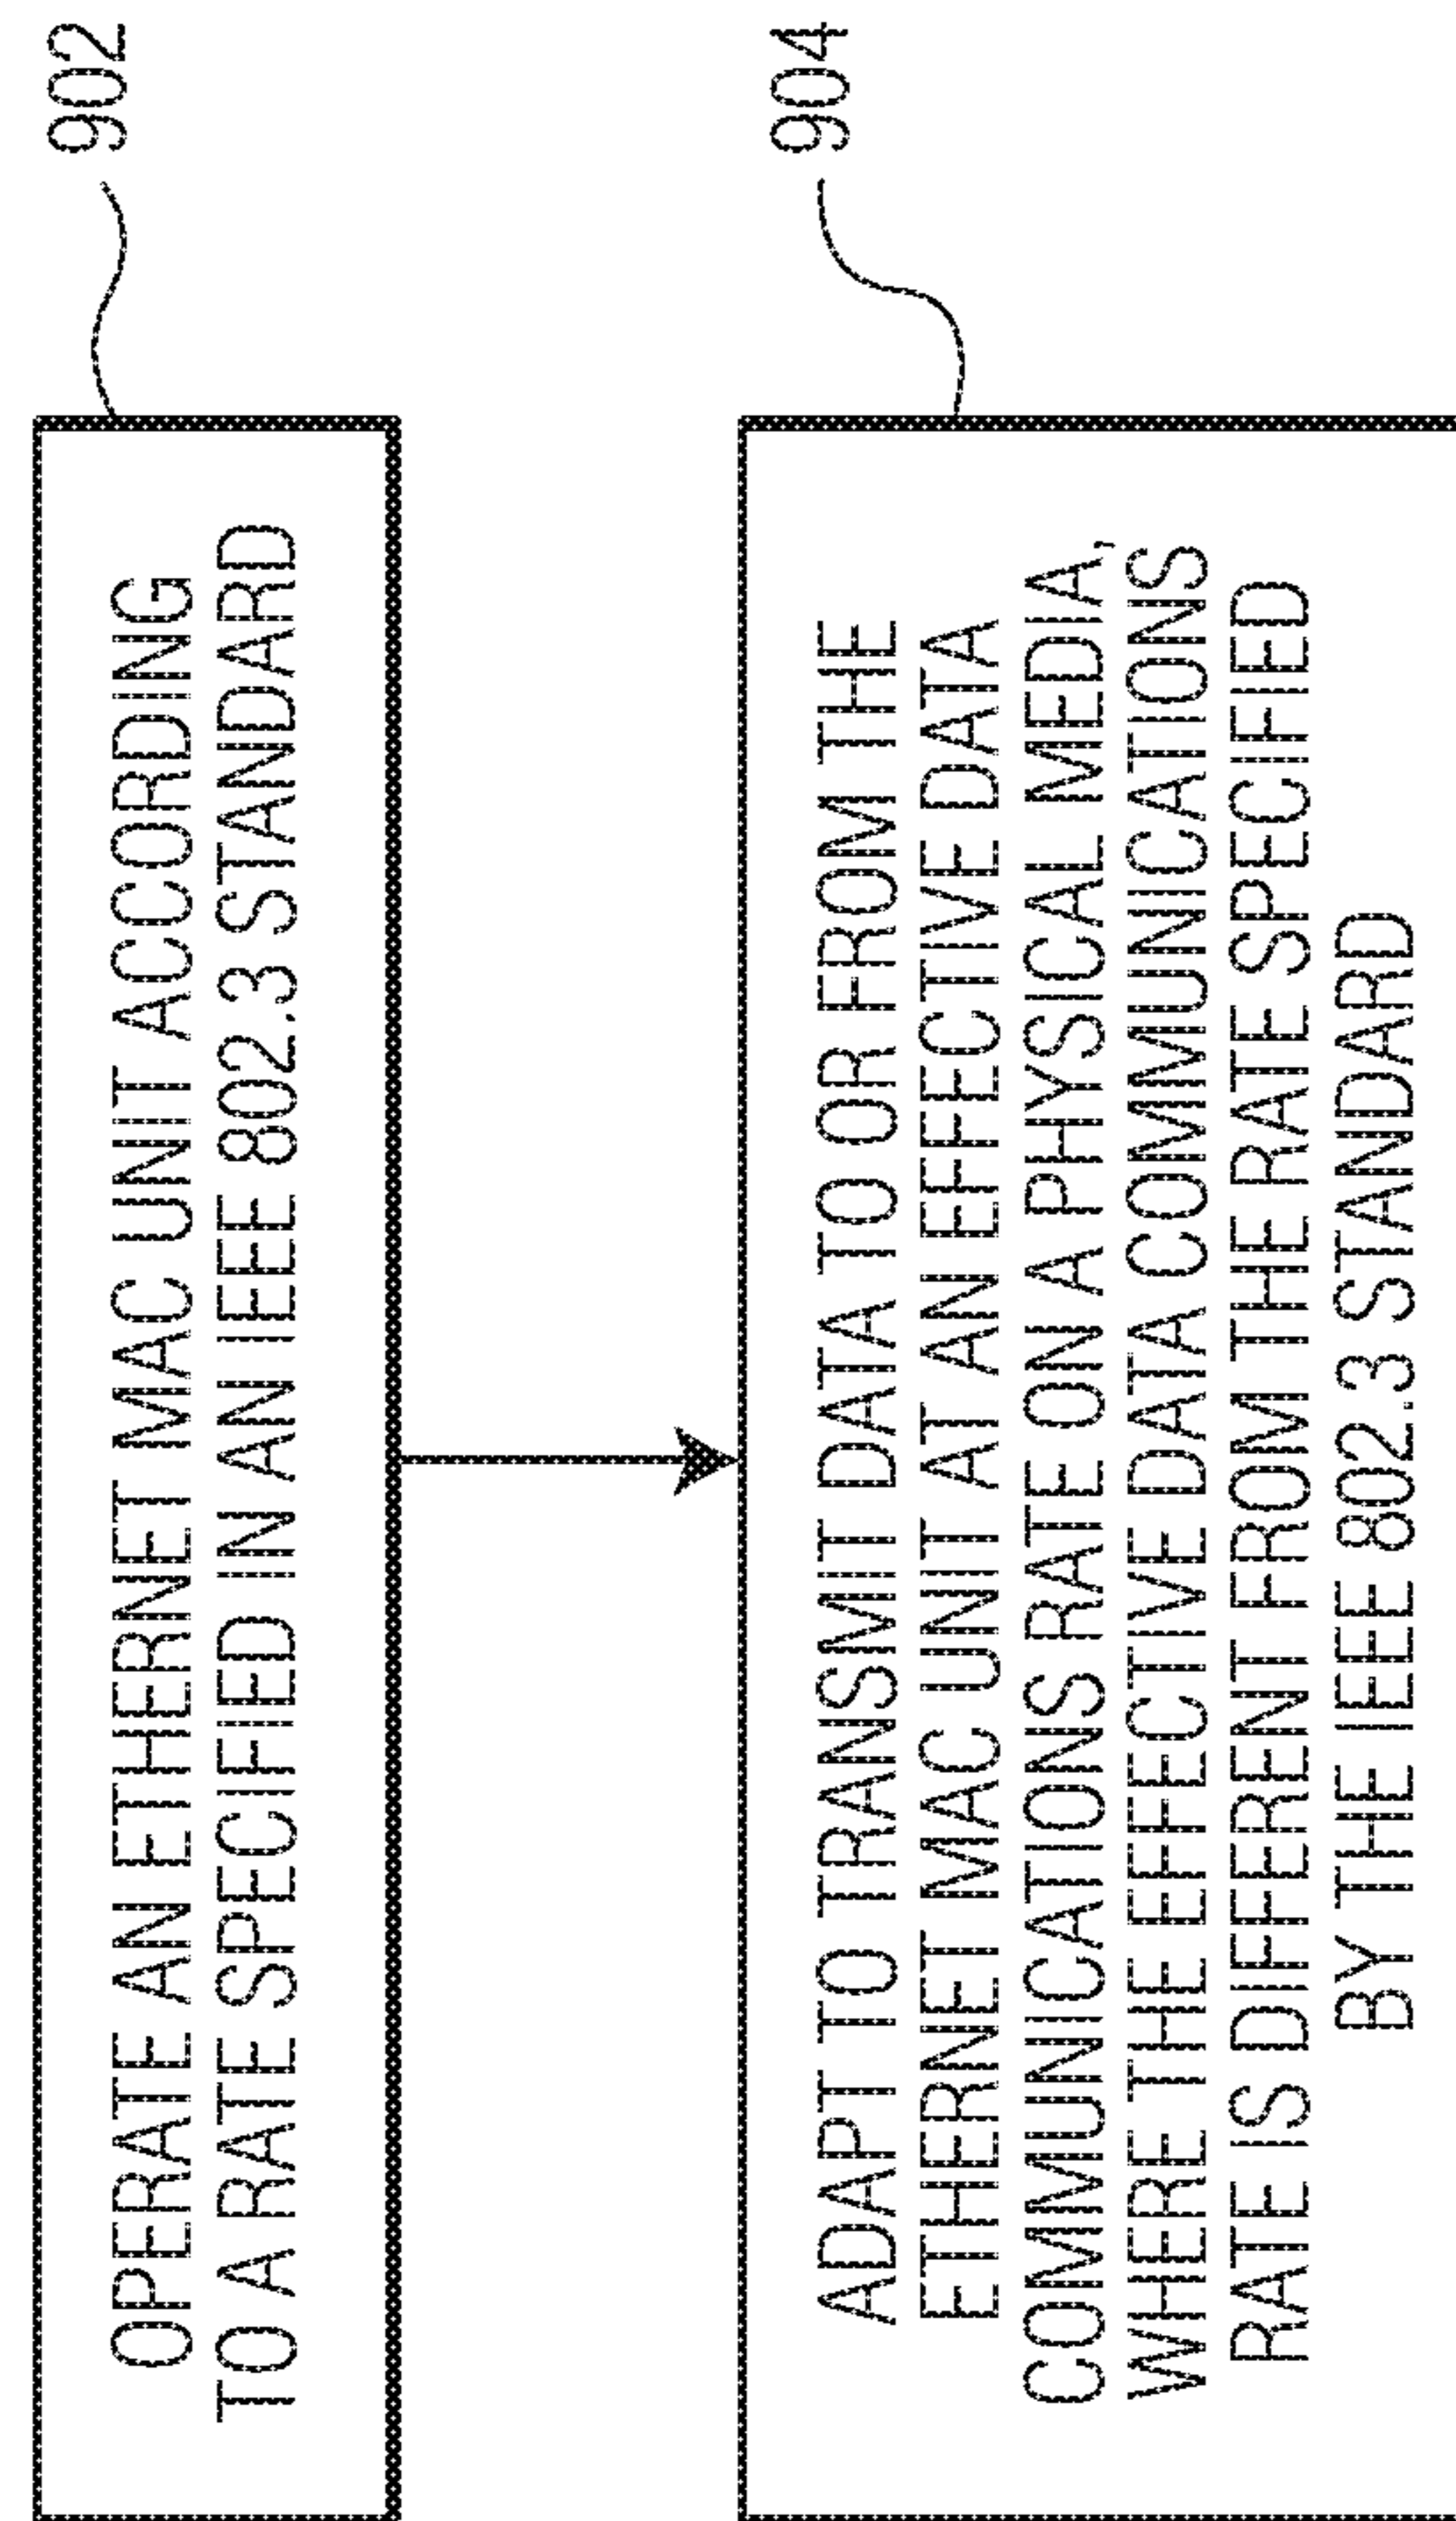 902
OPERATE AN ETHERNET MAC UNIT ACCORDING
TO A RATE SPECIFIED IN AN IEEE 802.3 STANDARD
904
ADAPT TO TRANSMIT DATA TO OR FROM THE
ETHERNET MAC UNIT AT AN EFFECTIVE DATA
COMMUNICATIONS RATE ON A PHYSICAL MEDIA,
WHERE THE EFFECTIVE DATA COMMUNICATIONS
RATE IS DIFFERENT FROM THE RATE SPECIFIED
BY THE IEEE 802.3 STANDARD